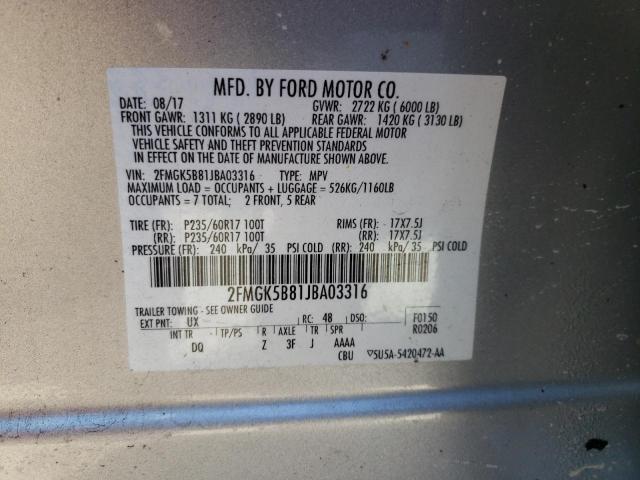 MFD. BY FORD MOTOR CO.
DATE: 08/17 GVWR: 2722 KG ( 6000 LB)
FRONT GAWR: 1311 KG ( 2890 LB) REAR GAWR: 1420 KG ( 3130 LB)
THIS VEHICLE CONFORMS TO ALL APPLICABLE FEDERAL MOTOR
VEHICLE SAFETY AND THEFT PREVENTION STANDARDS
IN EFFECT ON THE DATE OF MANUFACTURE SHOWN ABOVE.
VIN: 2FMGK5B81JBA03316 TYPE: MPV
MAXIMUM LOAD = OCCUPANTS + LUGGAGE = 526KG/1160LB
OCCUPANTS = 7 TOTAL; 2 FRONT, 5 REAR
TIRE (FR): P235/60R17 100T RIMS (FR): 17X7.5J
(RR): P235/60R17 100T (RR): 17X7.5J
PRESSURE (FR): 240 kPa/ 35 PSI COLD (RR): 240 kPa/ 35 PSI COLD
2FMGK5B81JBA03316
TRAILER TOWING - SEE OWNER GUIDE
EXT PNT: UX RC: 48 DSO: F0150
INT TR TP/PS R AXLE TR SPR R0206
DQ Z 3F J AAAA
CBU 5U5A-5420472-AA